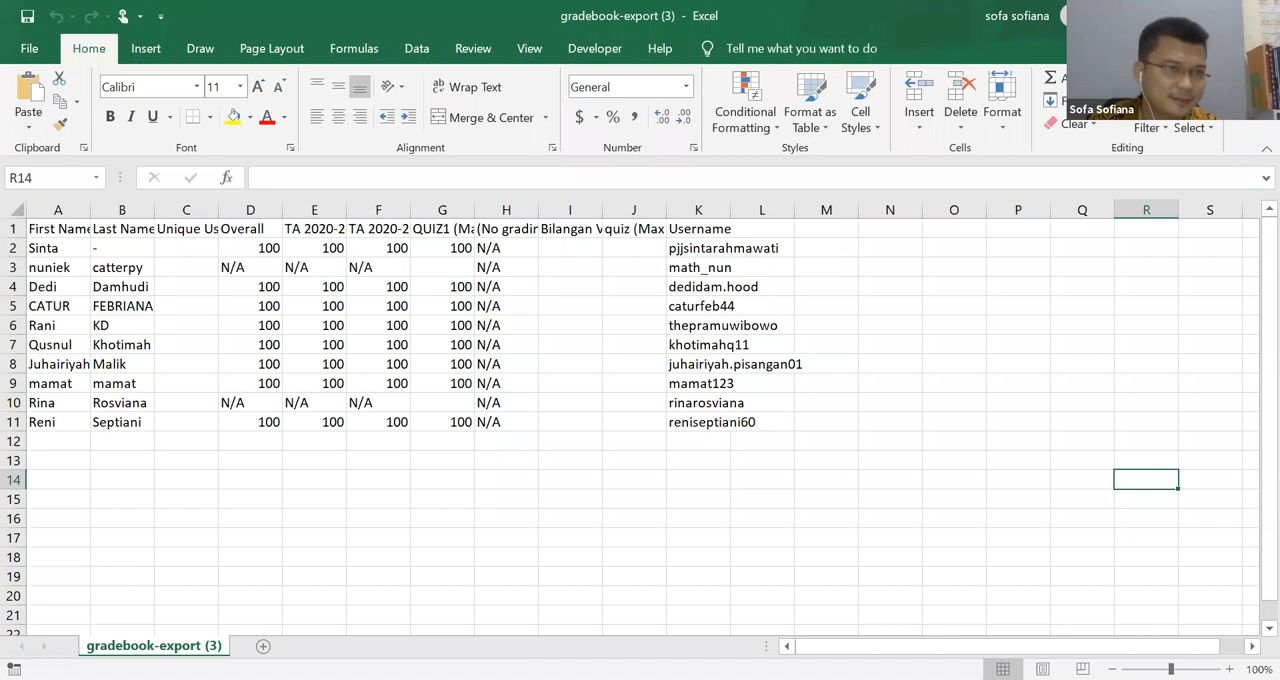 gradebook-export (3) - Excel
sofa sofiana
File Home Insert Draw Page Layout Formulas Data Review View Developer Help Tell me what you want to do
Sofa Sofiana
Paste
Calibri 11
B I U
Wrap Text
Merge & Center
General
$ % ,
Conditional Formatting
Format as Table
Cell Styles
Insert Delete Format
Clear
Filter Select
Clipboard Font Alignment Number Styles Cells Editing
R14
fx
A B C D E F G H I J K L M N O P Q R S
1 First Name Last Name Unique Us Overall TA 2020-2 TA 2020-2 QUIZ1 (Ma (No gradin Bilangan V quiz (Max Username
2 Sinta - 100 100 100 100 N/A pjjsintarahmawati
3 nuniek catterpy N/A N/A N/A N/A math_nun
4 Dedi Damhudi 100 100 100 100 N/A dedidam.hood
5 CATUR FEBRIANA 100 100 100 100 N/A caturfeb44
6 Rani KD 100 100 100 100 N/A thepramuwibowo
7 Qusnul Khotimah 100 100 100 100 N/A khotimahq11
8 Juhairiyah Malik 100 100 100 100 N/A juhairiyah.pisangan01
9 mamat mamat 100 100 100 100 N/A mamat123
10 Rina Rosviana N/A N/A N/A N/A rinarosviana
11 Reni Septiani 100 100 100 100 N/A reniseptiani60
12
13
14
15
16
17
18
19
20
21
22
gradebook-export (3)
100%